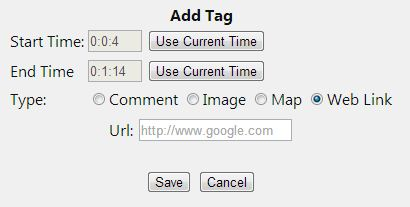 Add Tag
Start Time: 0:0:4 Use Current Time
End Time 0:1:14 Use Current Time
Type: Comment Image Map Web Link
Url: http://www.google.com
Save Cancel